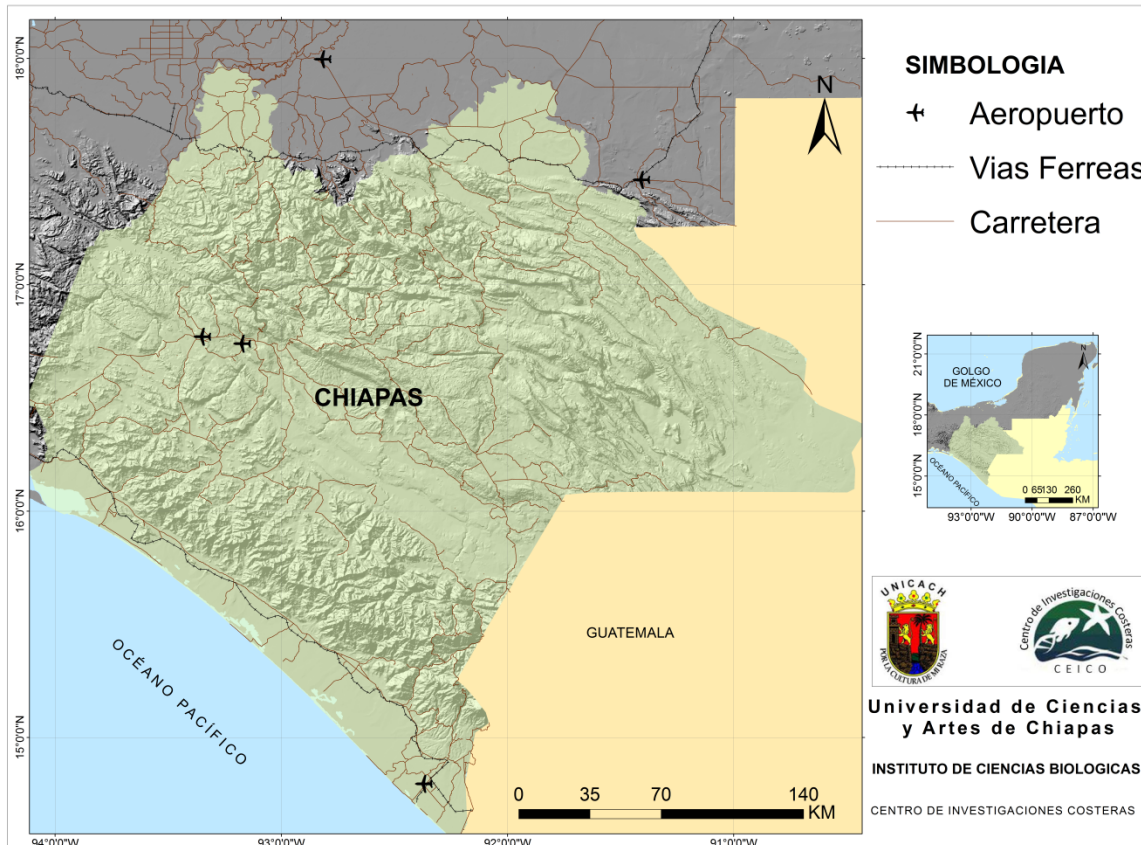 SIMBOLOGIA
Aeropuerto
Vias Ferreas
Carretera
N
18°0'0"N
17°0'0"N
16°0'0"N
15°0'0"N
94°0'0"W
93°0'0"W
92°0'0"W
91°0'0"W
CHIAPAS
GUATEMALA
OCÉANO PACÍFICO
0 35 70 140
KM
N
GOLGO
DE MÉXICO
OCÉANO PACÍFICO
21°0'0"N
18°0'0"N
15°0'0"N
0 65130 260
KM
93°0'0"W 90°0'0"W 87°0'0"W
UNICACH
POR LA CULTURA DE MI RAZA
Centro de Investigaciones Costeras
CEICO
Universidad de Ciencias
y Artes de Chiapas
INSTITUTO DE CIENCIAS BIOLOGICAS
CENTRO DE INVESTIGACIONES COSTERAS